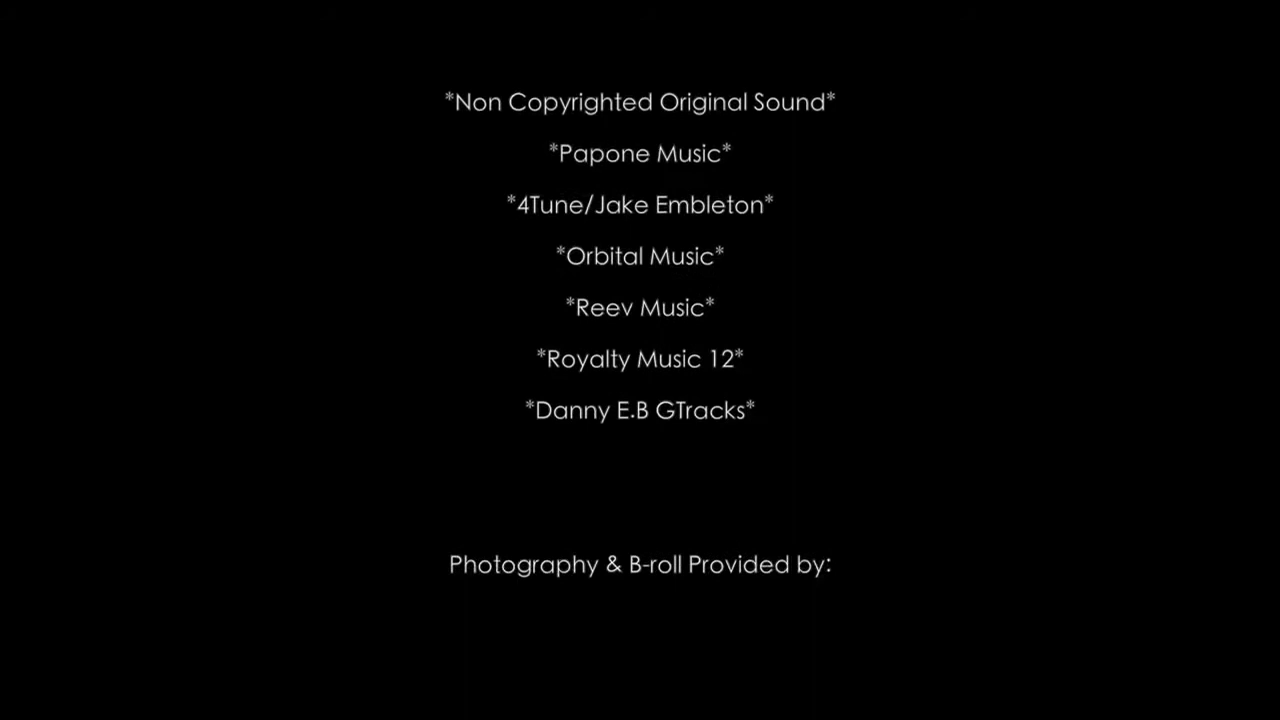 *Non Copyrighted Original Sound*
*Papone Music*
*4Tune/Jake Embleton*
*Orbital Music*
*Reev Music*
*Royalty Music 12*
*Danny E.B GTracks*
Photography & B-roll Provided by: